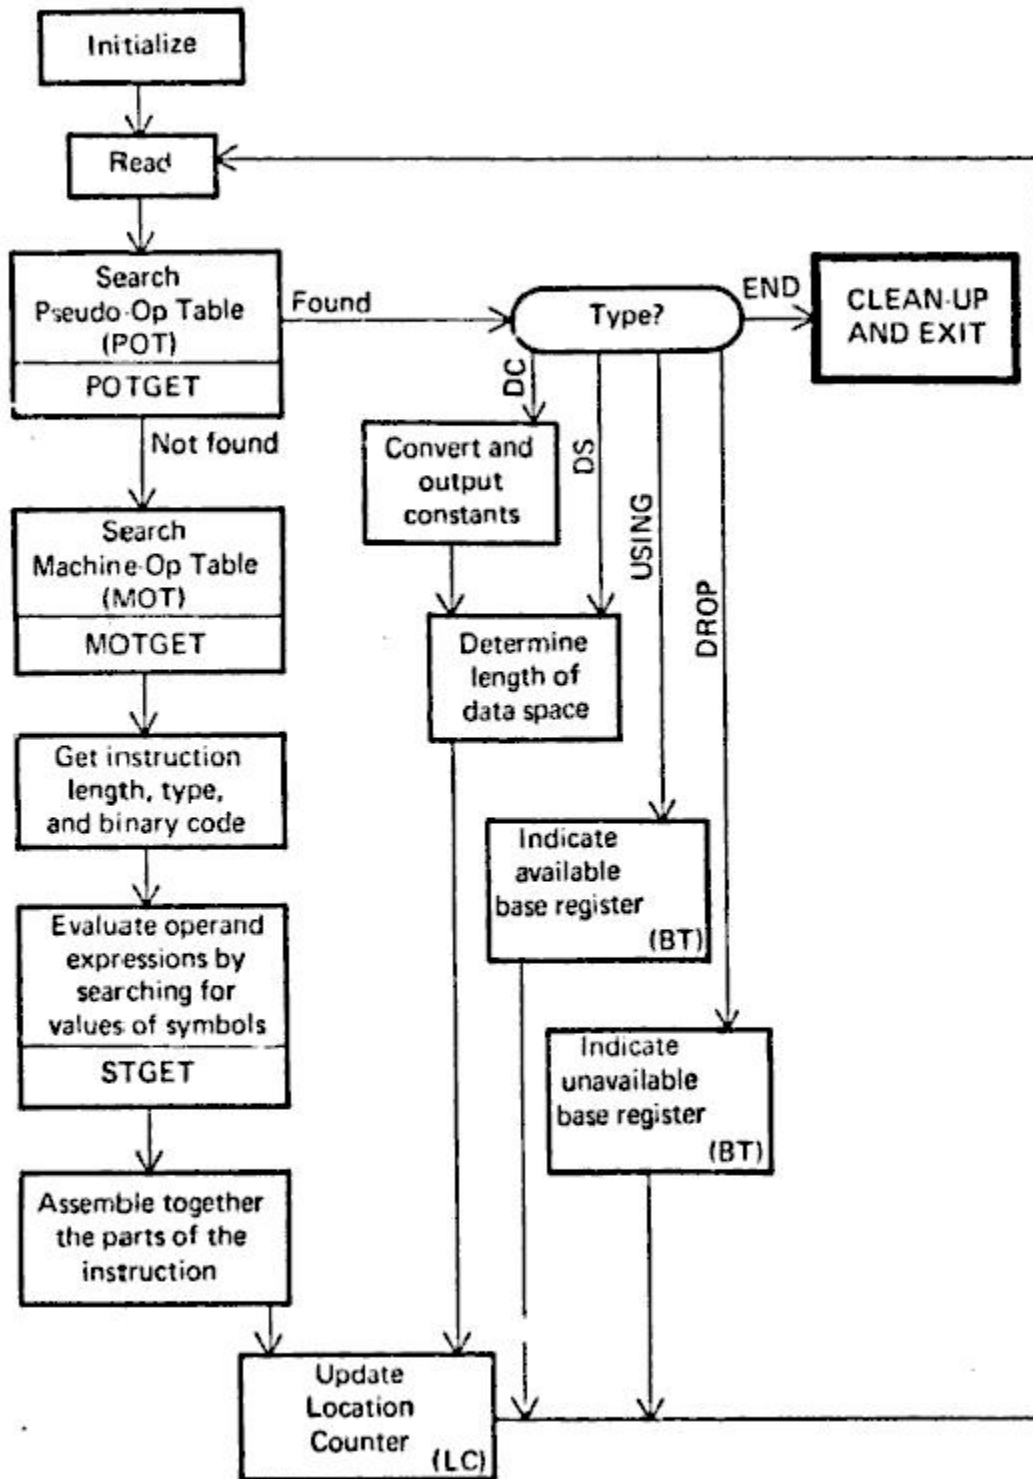 Initialize
Read
Search
Pseudo-Op Table
(POT)
POTGET
Found
Type?
END
CLEAN-UP
AND EXIT
Not found
DC
DS
USING
DROP
Convert and
output
constants
Search
Machine-Op Table
(MOT)
MOTGET
Determine
length of
data space
Get instruction
length, type,
and binary code
Indicate
available
base register
(BT)
Evaluate operand
expressions by
searching for
values of symbols
STGET
Indicate
unavailable
base register
(BT)
Assemble together
the parts of the
instruction
Update
Location
Counter
(LC)